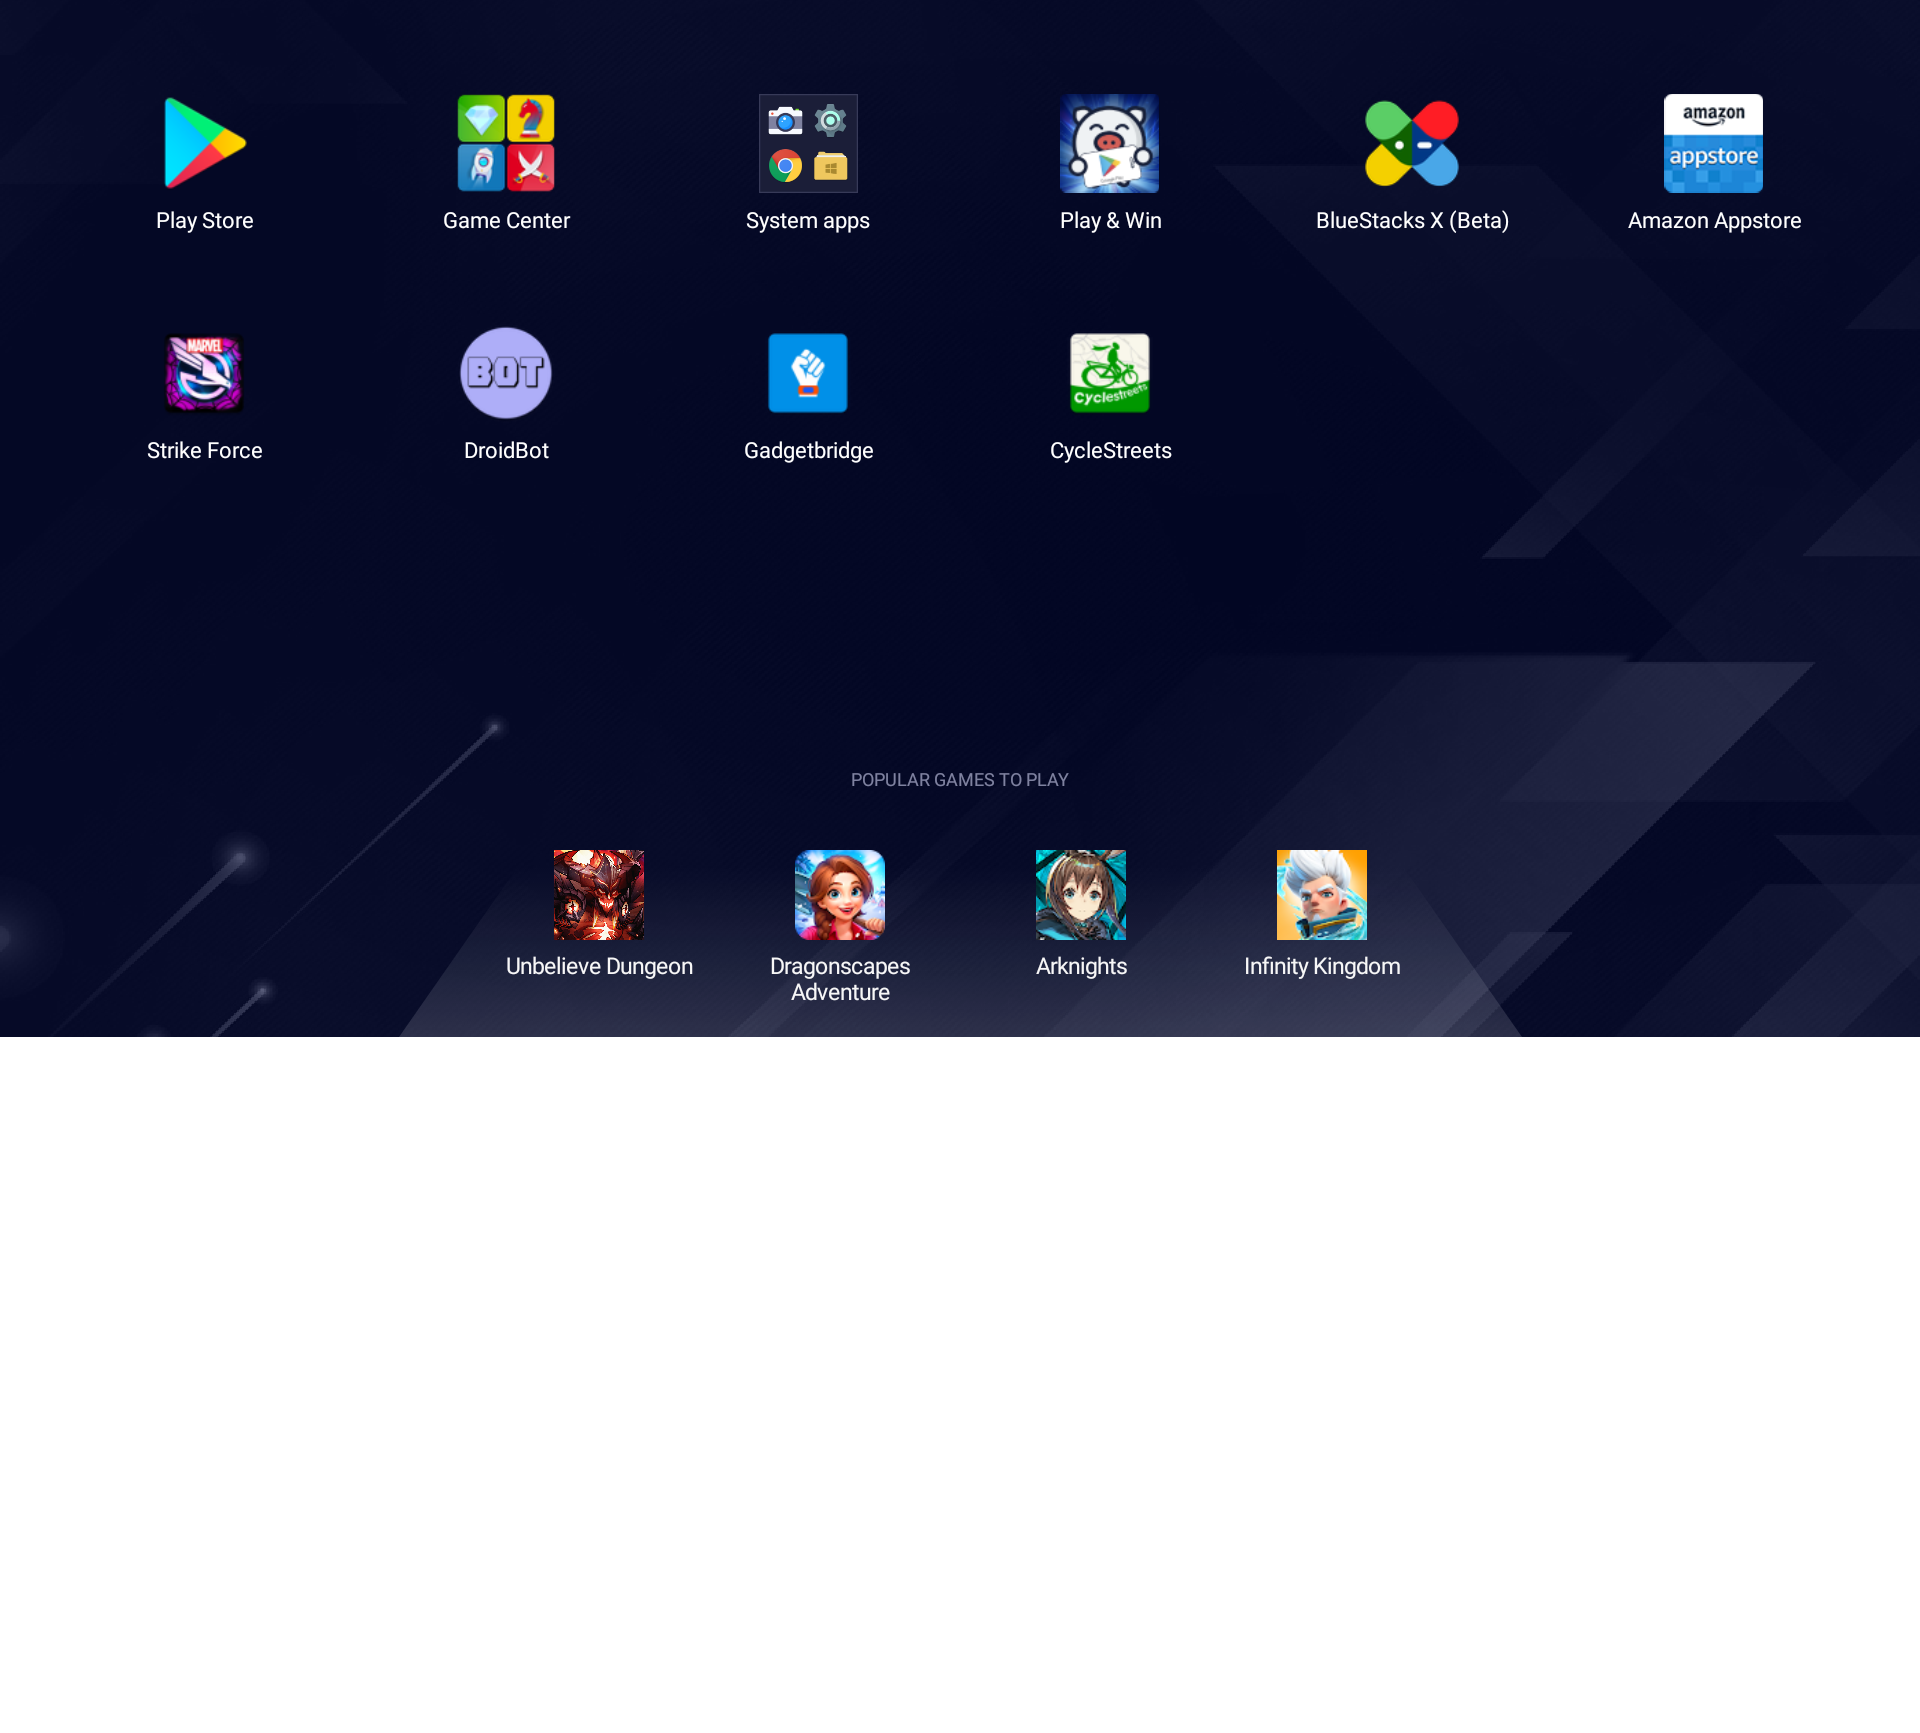 Play Store
Game Center
System apps
Play & Win
BlueStacks X (Beta)
amazon
appstore
Amazon Appstore
MARVEL
Strike Force
BOT
DroidBot
Gadgetbridge
Cyclestreets
CycleStreets
POPULAR GAMES TO PLAY
Unbelieve Dungeon
Dragonscapes
Adventure
Arknights
Infinity Kingdom